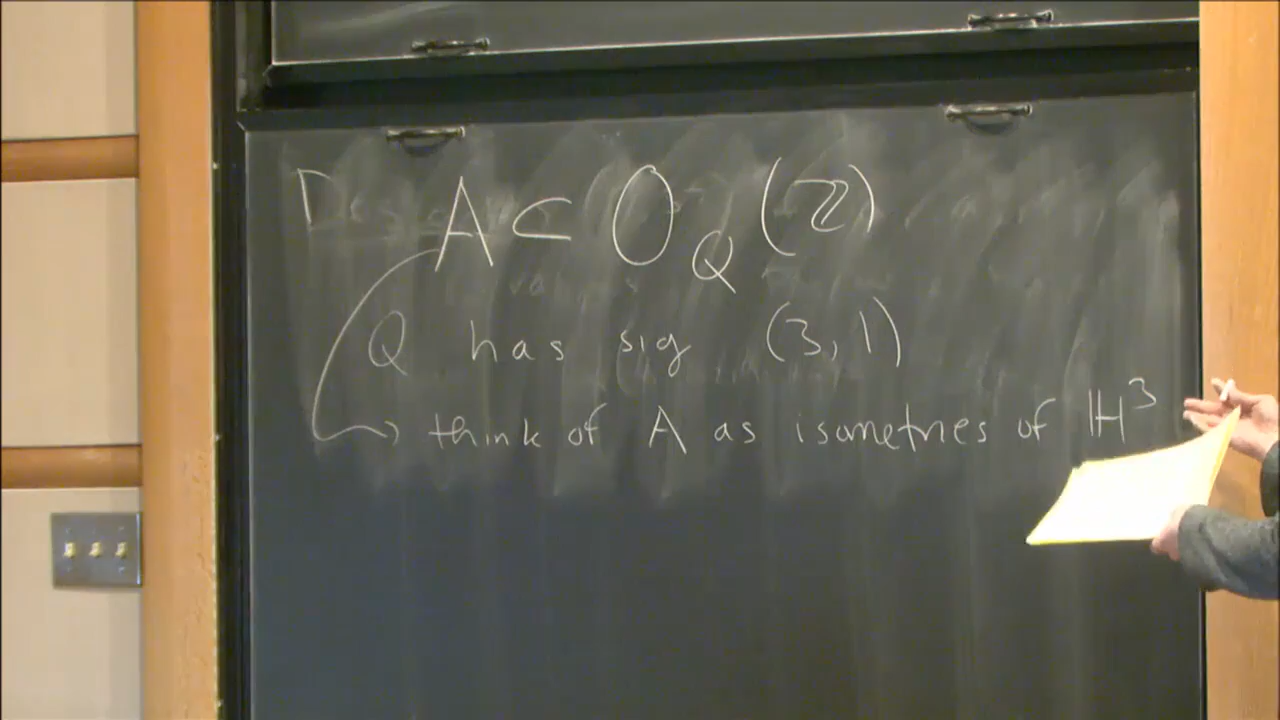 A ⊂ O_Q (ℤ)
Q has sig (3,1)
→ think of A as isometries of ℍ³